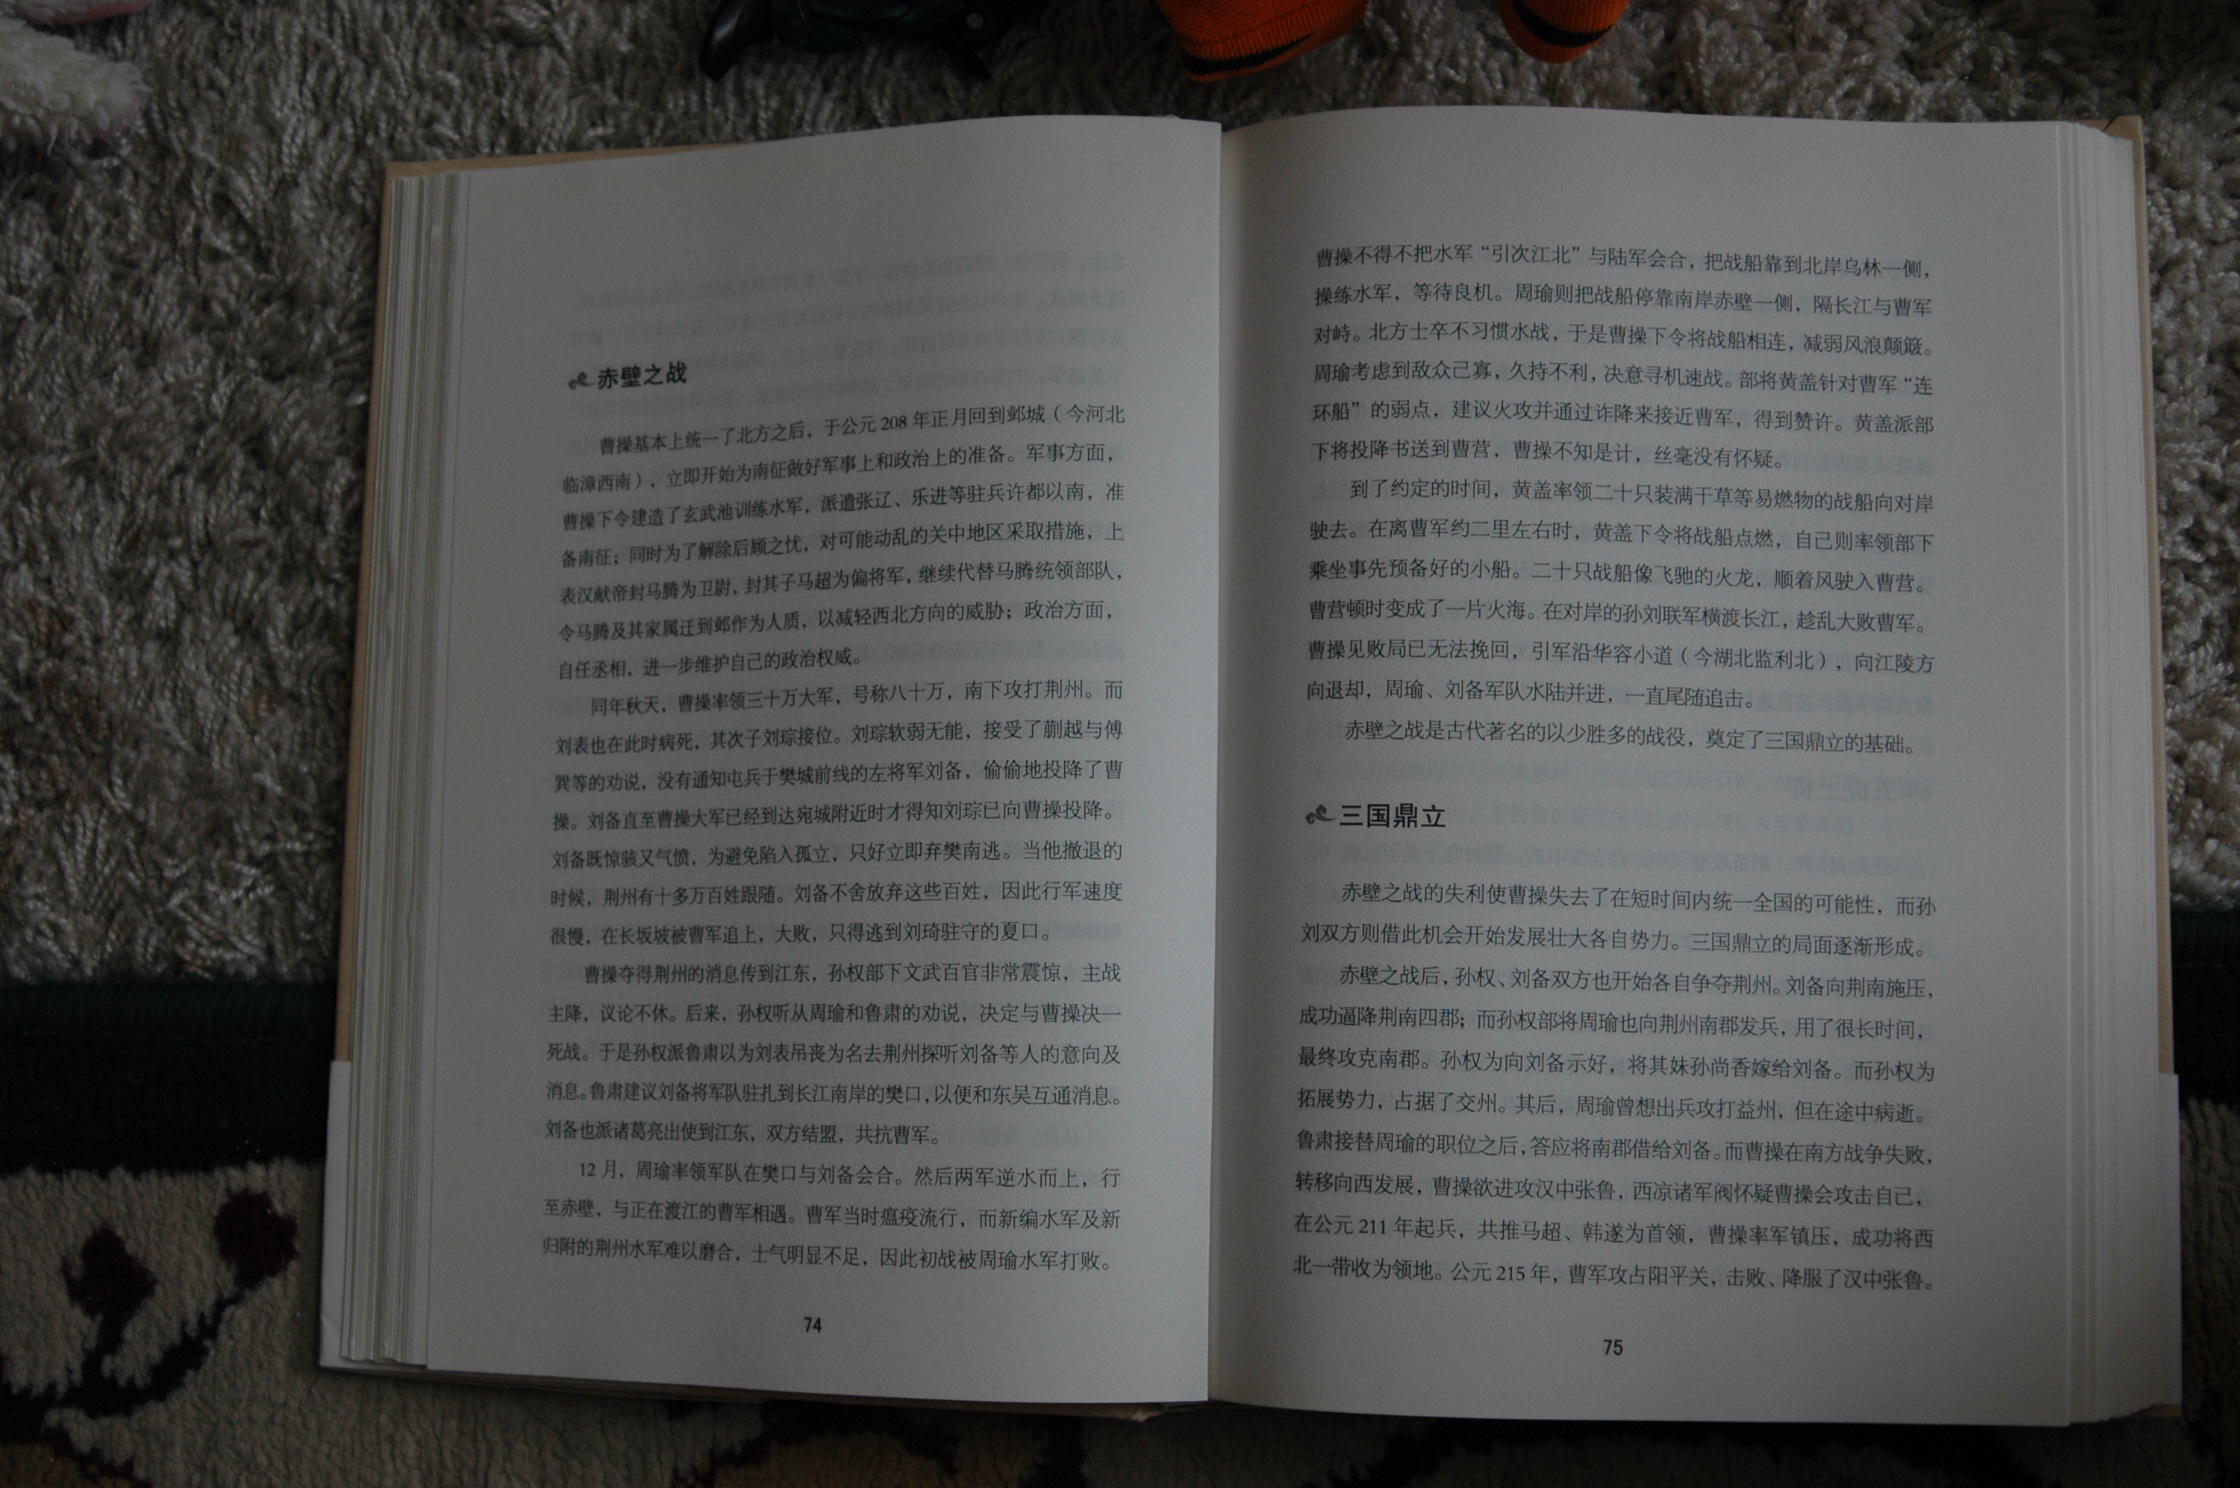 赤壁之战
曹操基本上统一了北方之后，于公元 208 年正月回到邺城（今河北
临漳西南），立即开始为南征做好军事上和政治上的准备。军事方面，
曹操下令建造了玄武池训练水军，派遣张辽、乐进等驻兵许都以南，准
备南征；同时为了解除后顾之忧，对可能动乱的关中地区采取措施，上
表汉献帝封马腾为卫尉，封其子马超为偏将军，继续代替马腾统领部队，
令马腾及其家属迁到邺作为人质，以减轻西北方向的威胁；政治方面，
自任丞相，进一步维护自己的政治权威。
同年秋天，曹操率领三十万大军，号称八十万，南下攻打荆州。而
刘表也在此时病死，其次子刘琮接位。刘琮软弱无能，接受了蒯越与傅
巽等的劝说，没有通知屯兵于樊城前线的左将军刘备，偷偷地投降了曹
操。刘备直至曹操大军已经到达宛城附近时才得知刘琮已向曹操投降。
刘备既惊骇又气愤，为避免陷入孤立，只好立即弃樊南逃。当他撤退的
时候，荆州有十多万百姓跟随。刘备不舍放弃这些百姓，因此行军速度
很慢，在长坂坡被曹军追上，大败，只得逃到刘琦驻守的夏口。
曹操夺得荆州的消息传到江东，孙权部下文武百官非常震惊，主战
主降，议论不休。后来，孙权听从周瑜和鲁肃的劝说，决定与曹操决一
死战。于是孙权派鲁肃以为刘表吊丧为名去荆州探听刘备等人的意向及
消息。鲁肃建议刘备将军队驻扎到长江南岸的樊口，以便和东吴互通消息。
刘备也派诸葛亮出使到江东，双方结盟，共抗曹军。
12 月，周瑜率领军队在樊口与刘备会合。然后两军逆水而上，行
至赤壁，与正在渡江的曹军相遇。曹军当时瘟疫流行，而新编水军及新
归附的荆州水军难以磨合，士气明显不足，因此初战被周瑜水军打败。
74
曹操不得不把水军“引次江北”与陆军会合，把战船靠到北岸乌林一侧，
操练水军，等待良机。周瑜则把战船停靠南岸赤壁一侧，隔长江与曹军
对峙。北方士卒不习惯水战，于是曹操下令将战船相连，减弱风浪颠簸。
周瑜考虑到敌众己寡，久持不利，决意寻机速战。部将黄盖针对曹军“连
环船”的弱点，建议火攻并通过诈降来接近曹军，得到赞许。黄盖派部
下将投降书送到曹营，曹操不知是计，丝毫没有怀疑。
到了约定的时间，黄盖率领二十只装满干草等易燃物的战船向对岸
驶去。在离曹军约二里左右时，黄盖下令将战船点燃，自己则率领部下
乘坐事先预备好的小船。二十只战船像飞驰的火龙，顺着风驶入曹营。
曹营顿时变成了一片火海。在对岸的孙刘联军横渡长江，趁乱大败曹军。
曹操见败局已无法挽回，引军沿华容小道（今湖北监利北），向江陵方
向退却，周瑜、刘备军队水陆并进，一直尾随追击。
赤壁之战是古代著名的以少胜多的战役，奠定了三国鼎立的基础。
三国鼎立
赤壁之战的失利使曹操失去了在短时间内统一全国的可能性，而孙
刘双方则借此机会开始发展壮大各自势力。三国鼎立的局面逐渐形成。
赤壁之战后，孙权、刘备双方也开始各自争夺荆州。刘备向荆南施压，
成功逼降荆南四郡；而孙权部将周瑜也向荆州南郡发兵，用了很长时间，
最终攻克南郡。孙权为向刘备示好，将其妹孙尚香嫁给刘备。而孙权为
拓展势力，占据了交州。其后，周瑜曾想出兵攻打益州，但在途中病逝。
鲁肃接替周瑜的职位之后，答应将南郡借给刘备。而曹操在南方战争失败，
转移向西发展，曹操欲进攻汉中张鲁，西凉诸军阀怀疑曹操会攻击自己，
在公元 211 年起兵，共推马超、韩遂为首领，曹操率军镇压，成功将西
北一带收为领地。公元 215 年，曹军攻占阳平关，击败、降服了汉中张鲁。
75